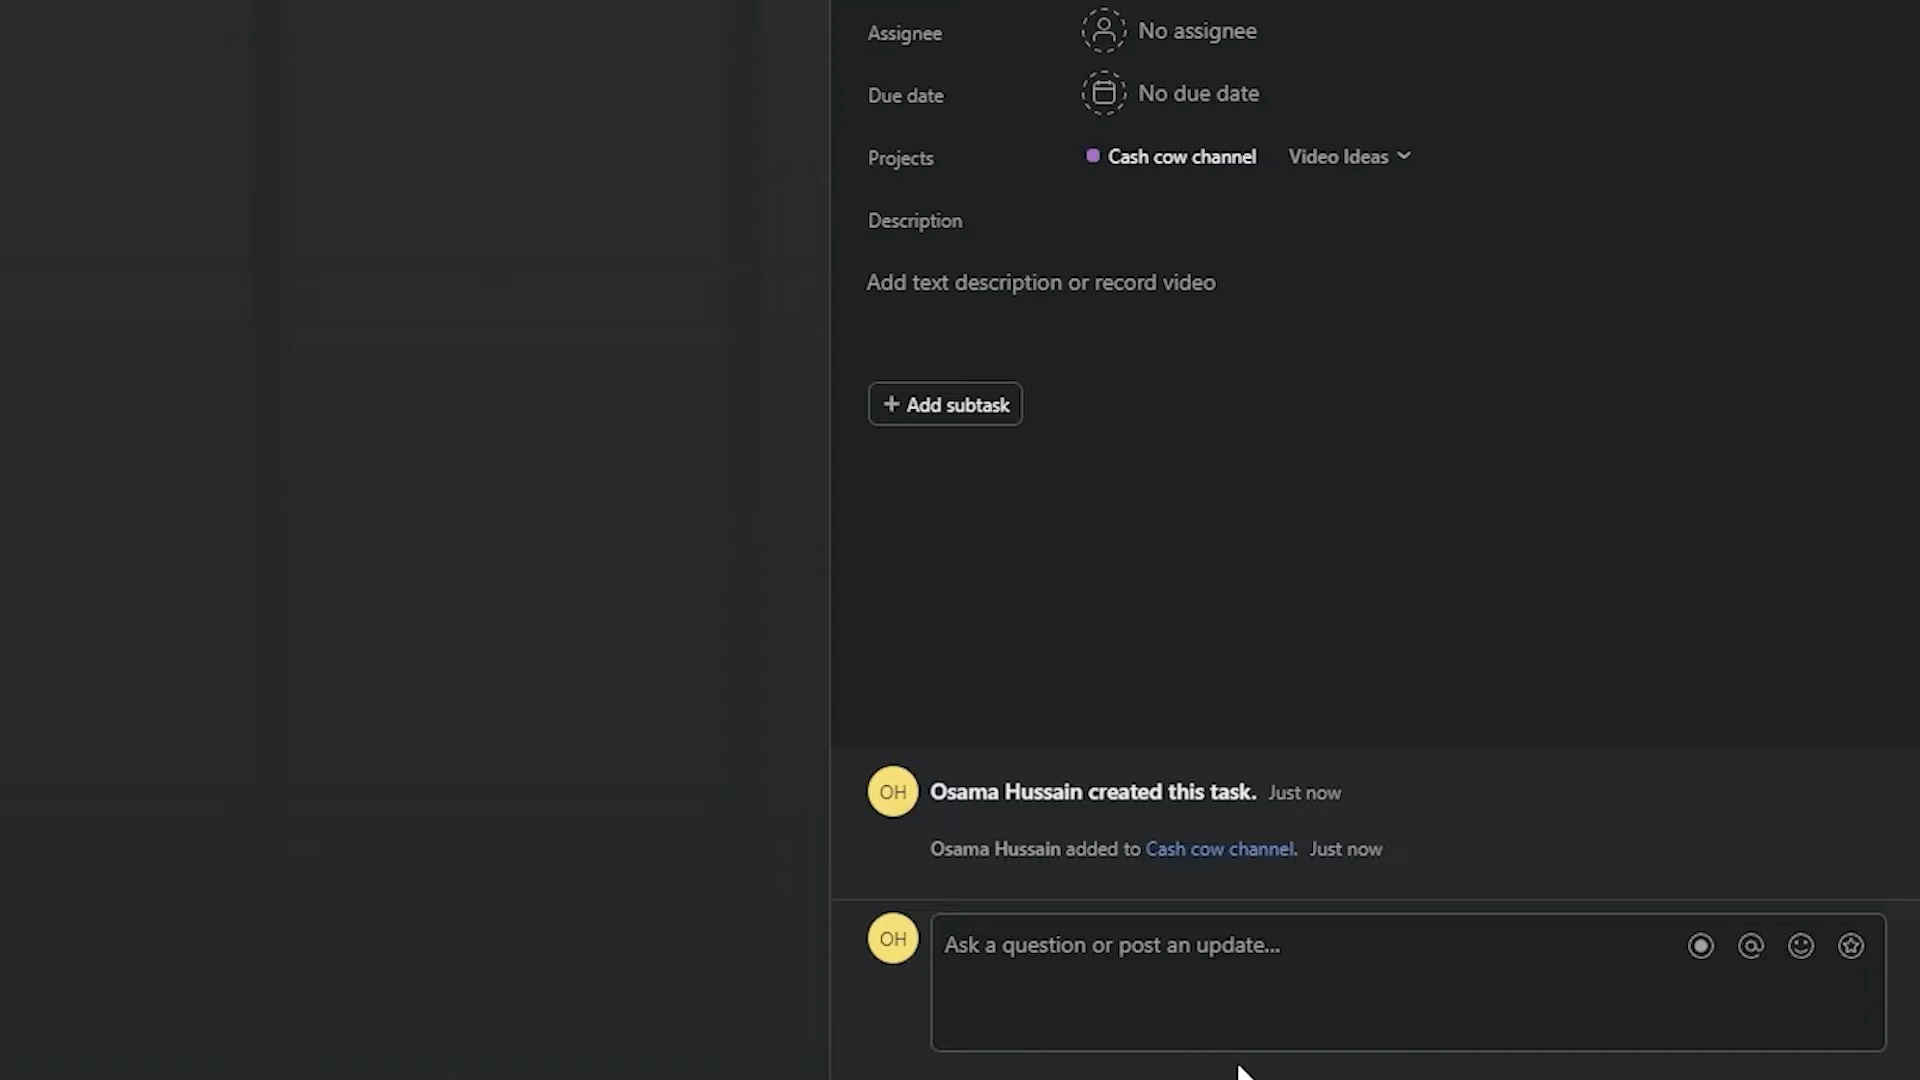 Assignee No assignee
Due date No due date
Projects Cash cow channel Video Ideas
Description
Add text description or record video
+ Add subtask
OH Osama Hussain created this task. Just now
Osama Hussain added to Cash cow channel. Just now
OH Ask a question or post an update...